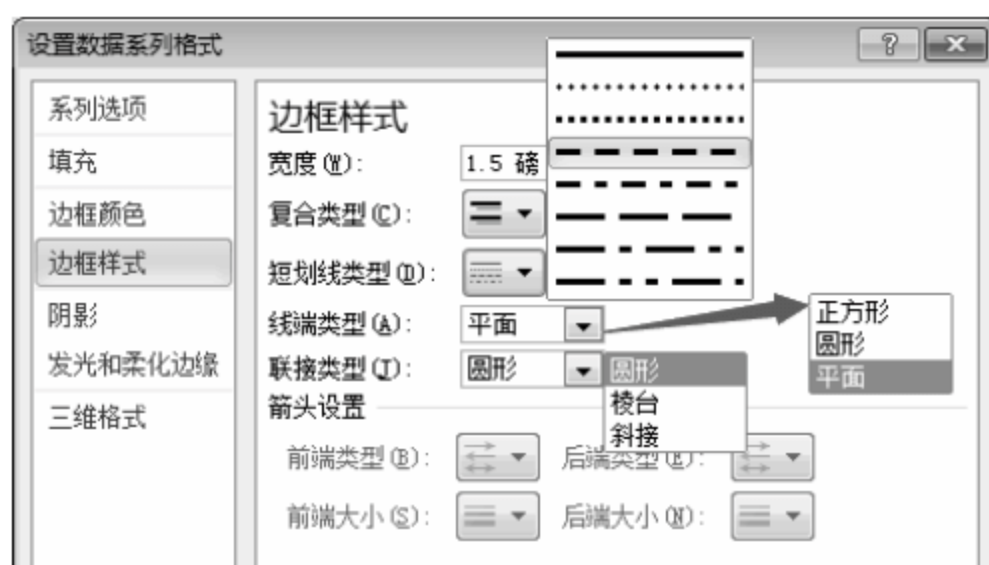 设置数据系列格式
系列选项
填充
边框颜色
边框样式
阴影
发光和柔化边缘
三维格式
边框样式
宽度(W): 1.5 磅
复合类型(C):
短划线类型(D):
线端类型(A): 平面
正方形
圆形
平面
联接类型(J): 圆形
圆形
棱台
斜接
箭头设置
前端类型(B): 后端类型(E):
前端大小(S): 后端大小(N):